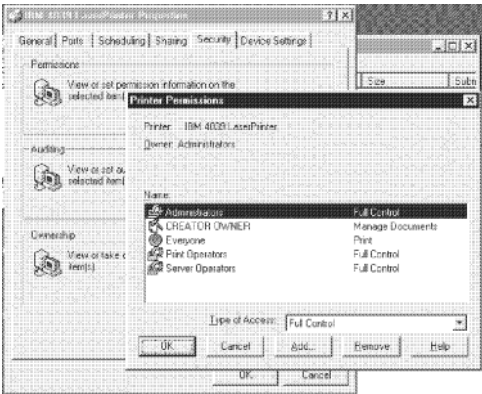 IBM 4039 LaserPrinter Properties
General Ports Scheduling Sharing Security Device Settings
Permissions
View or set permission information on the
selected item(
Size Subm
Printer Permissions
Printer: IBM 4039 LaserPrinter
Owner: Administrators
Auditing
View or set au
selected item(
Name:
Administrators Full Control
CREATOR OWNER Manage Documents
Everyone Print
Print Operators Full Control
Server Operators Full Control
Ownership
View or take o
item(s)
Type of Access: Full Control
OK Cancel Add... Remove Help
OK Cancel